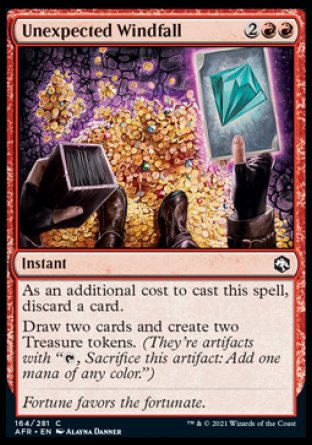 Unexpected Windfall 2
Instant
As an additional cost to cast this spell,
discard a card.
Draw two cards and create two
Treasure tokens. (They're artifacts
with “, Sacrifice this artifact: Add one
mana of any color.”)
Fortune favors the fortunate.
164/281 C
AFR • EN Alayna Danner
™ & © 2021 Wizards of the Coast